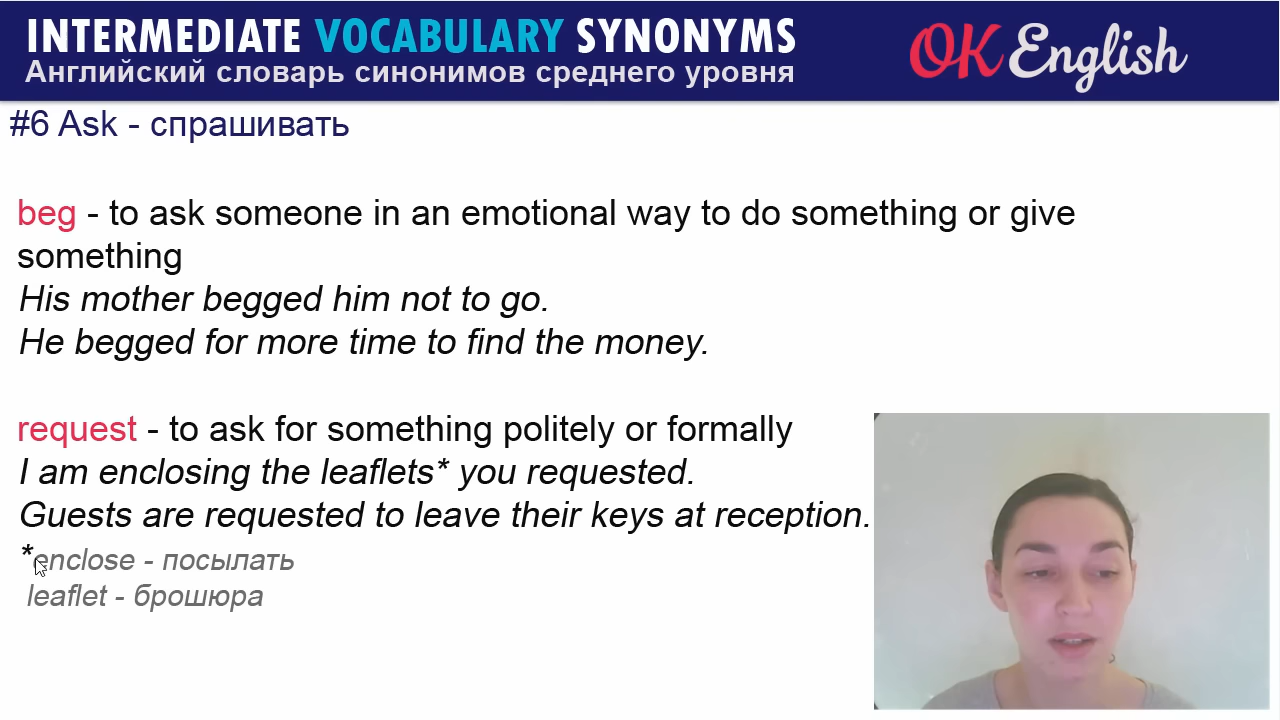 INTERMEDIATE VOCABULARY SYNONYMS
Английский словарь синонимов среднего уровня
OK English
#6 Ask - спрашивать
beg - to ask someone in an emotional way to do something or give
something
His mother begged him not to go.
He begged for more time to find the money.
request - to ask for something politely or formally
I am enclosing the leaflets* you requested.
Guests are requested to leave their keys at reception.
*enclose - посылать
leaflet - брошюра